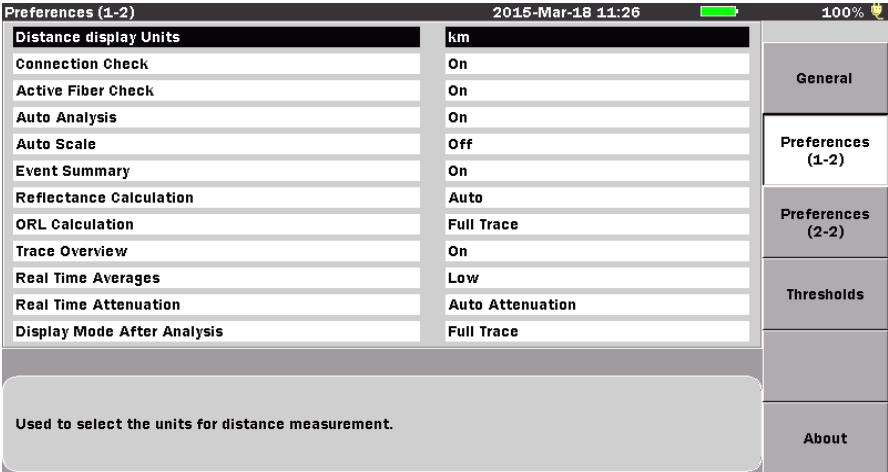 Preferences (1-2) 2015-Mar-18 11:26 100%
Distance display Units km
Connection Check On
Active Fiber Check On
Auto Analysis On
Auto Scale Off
Event Summary On
Reflectance Calculation Auto
ORL Calculation Full Trace
Trace Overview On
Real Time Averages Low
Real Time Attenuation Auto Attenuation
Display Mode After Analysis Full Trace
Used to select the units for distance measurement.
General
Preferences
(1-2)
Preferences
(2-2)
Thresholds
About